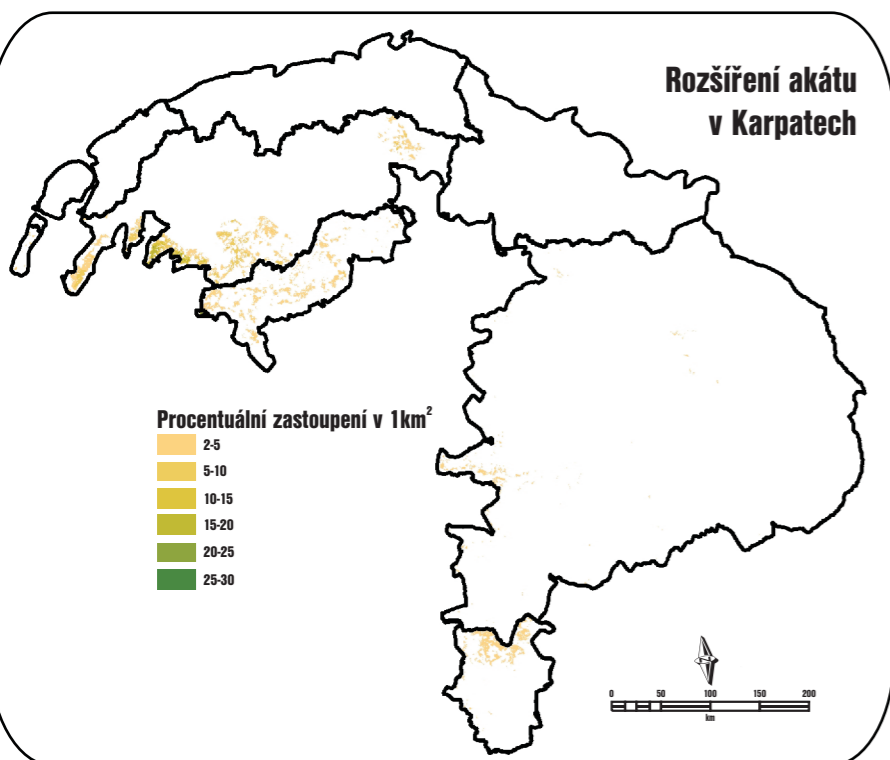 Rozšíření akátu
v Karpatech
Procentuální zastoupení v 1km²
2-5
5-10
10-15
15-20
20-25
25-30
N
0 50 100 150 200
km